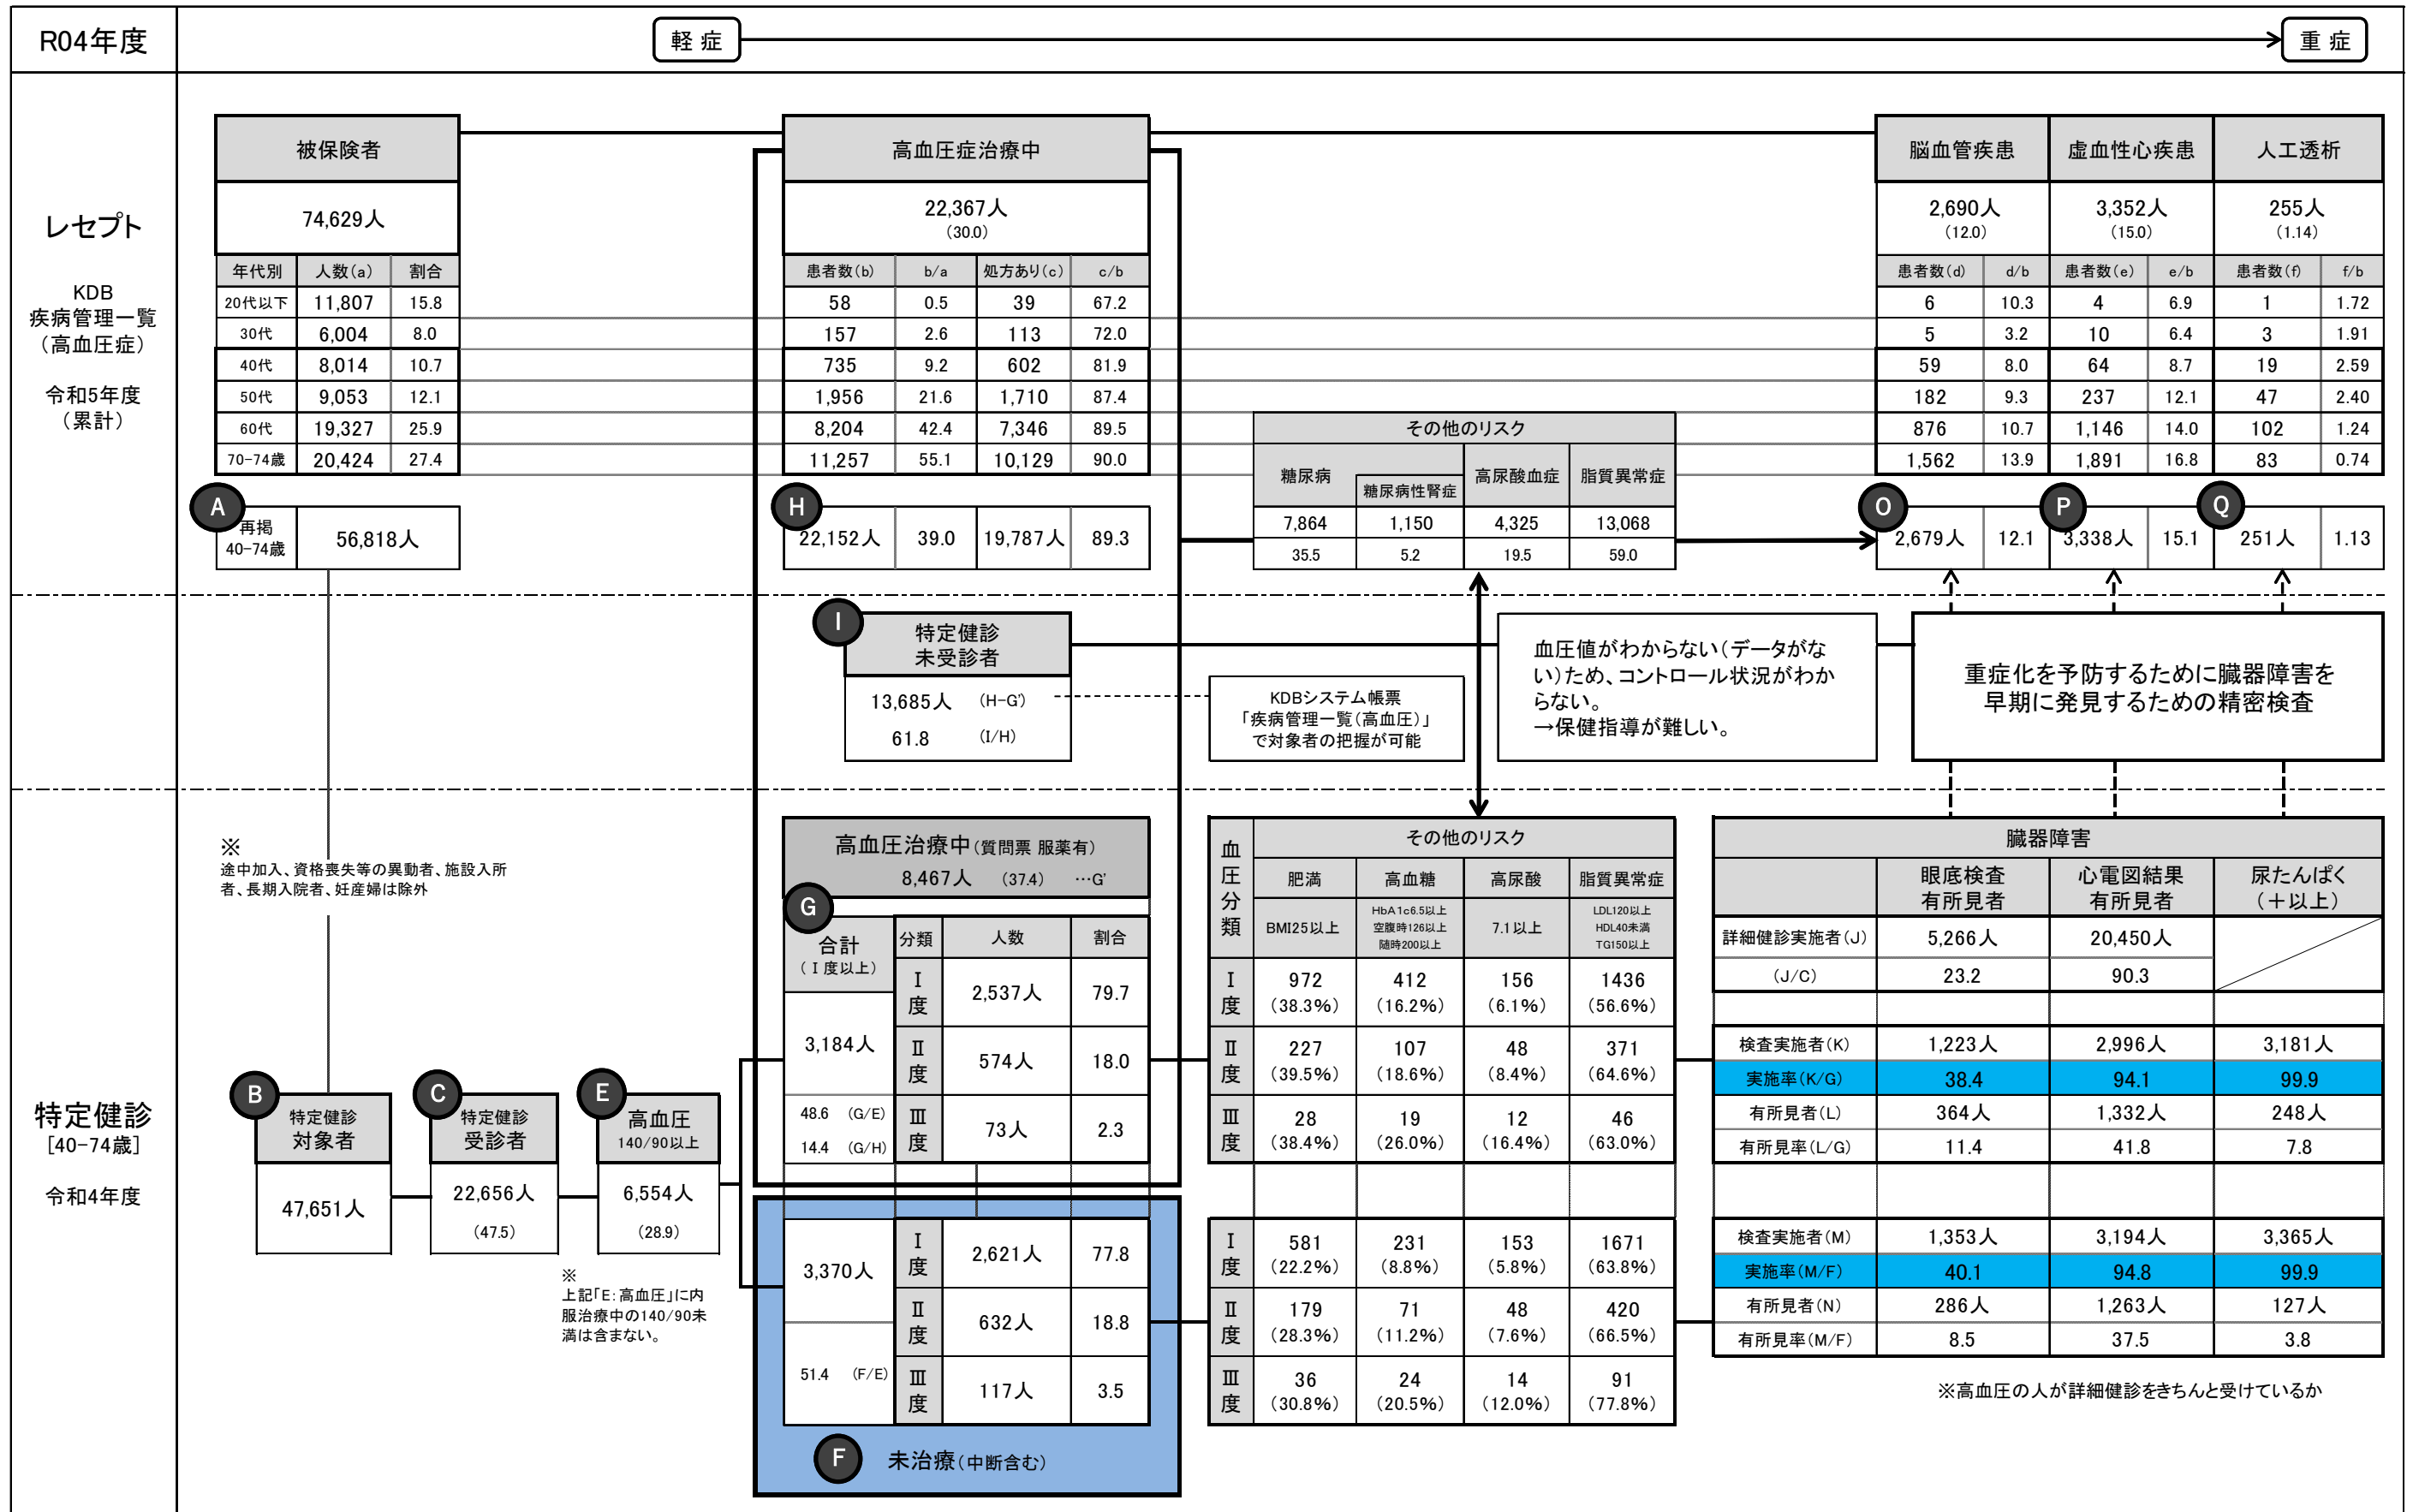 R04年度
軽症
重症
レセプト
KDB
疾病管理一覧
（高血圧症）
令和5年度
（累計）
被保険者
74,629人
年代別 人数(a) 割合
20代以下 11,807 15.8
30代 6,004 8.0
40代 8,014 10.7
50代 9,053 12.1
60代 19,327 25.9
70-74歳 20,424 27.4
A
再掲
40-74歳
56,818人
高血圧症治療中
22,367人
（30.0）
患者数(b) b/a 処方あり(c) c/b
58 0.5 39 67.2
157 2.6 113 72.0
735 9.2 602 81.9
1,956 21.6 1,710 87.4
8,204 42.4 7,346 89.5
11,257 55.1 10,129 90.0
H
22,152人 39.0 19,787人 89.3
その他のリスク
糖尿病 糖尿病性腎症 高尿酸血症 脂質異常症
7,864 1,150 4,325 13,068
35.5 5.2 19.5 59.0
脳血管疾患 虚血性心疾患 人工透析
2,690人 3,352人 255人
（12.0） （15.0） （1.14）
患者数(d) d/b 患者数(e) e/b 患者数(f) f/b
6 10.3 4 6.9 1 1.72
5 3.2 10 6.4 3 1.91
59 8.0 64 8.7 19 2.59
182 9.3 237 12.1 47 2.40
876 10.7 1,146 14.0 102 1.24
1,562 13.9 1,891 16.8 83 0.74
O P Q
2,679人 12.1 3,338人 15.1 251人 1.13
I
特定健診
未受診者
13,685人 （H-G'）
61.8 （I/H）
KDBシステム帳票
「疾病管理一覧（高血圧）」
で対象者の把握が可能
血圧値がわからない（データがな
い）ため、コントロール状況がわか
らない。
→保健指導が難しい。
重症化を予防するために臓器障害を
早期に発見するための精密検査
特定健診
［40-74歳］
令和4年度
※
途中加入、資格喪失等の異動者、施設入所
者、長期入院者、妊産婦は除外
B
特定健診
対象者
47,651人
C
特定健診
受診者
22,656人
（47.5）
E
高血圧
140/90以上
6,554人
（28.9）
※
上記「E：高血圧」に内
服治療中の140/90未
満は含まない。
高血圧治療中（質問票 服薬有）
8,467人 （37.4） …G'
G
合計
（Ⅰ度以上）
分類 人数 割合
Ⅰ度 2,537人 79.7
3,184人
Ⅱ度 574人 18.0
48.6 （G/E）
14.4 （G/H）
Ⅲ度 73人 2.3
3,370人
Ⅰ度 2,621人 77.8
Ⅱ度 632人 18.8
51.4 （F/E）
Ⅲ度 117人 3.5
F
未治療（中断含む）
血圧分類
その他のリスク
肥満 高血糖 高尿酸 脂質異常症
BMI25以上
HbA1c6.5以上
空腹時126以上
随時200以上
7.1以上
LDL120以上
HDL40未満
TG150以上
Ⅰ度 972 412 156 1436
（38.3%） （16.2%） （6.1%） （56.6%）
Ⅱ度 227 107 48 371
（39.5%） （18.6%） （8.4%） （64.6%）
Ⅲ度 28 19 12 46
（38.4%） （26.0%） （16.4%） （63.0%）
Ⅰ度 581 231 153 1671
（22.2%） （8.8%） （5.8%） （63.8%）
Ⅱ度 179 71 48 420
（28.3%） （11.2%） （7.6%） （66.5%）
Ⅲ度 36 24 14 91
（30.8%） （20.5%） （12.0%） （77.8%）
臓器障害
眼底検査
有所見者
心電図結果
有所見者
尿たんぱく
（＋以上）
詳細健診実施者（J） 5,266人 20,450人
（J/C） 23.2 90.3
検査実施者（K） 1,223人 2,996人 3,181人
実施率（K/G） 38.4 94.1 99.9
有所見者（L） 364人 1,332人 248人
有所見率（L/G） 11.4 41.8 7.8
検査実施者（M） 1,353人 3,194人 3,365人
実施率（M/F） 40.1 94.8 99.9
有所見者（N） 286人 1,263人 127人
有所見率（M/F） 8.5 37.5 3.8
※高血圧の人が詳細健診をきちんと受けているか